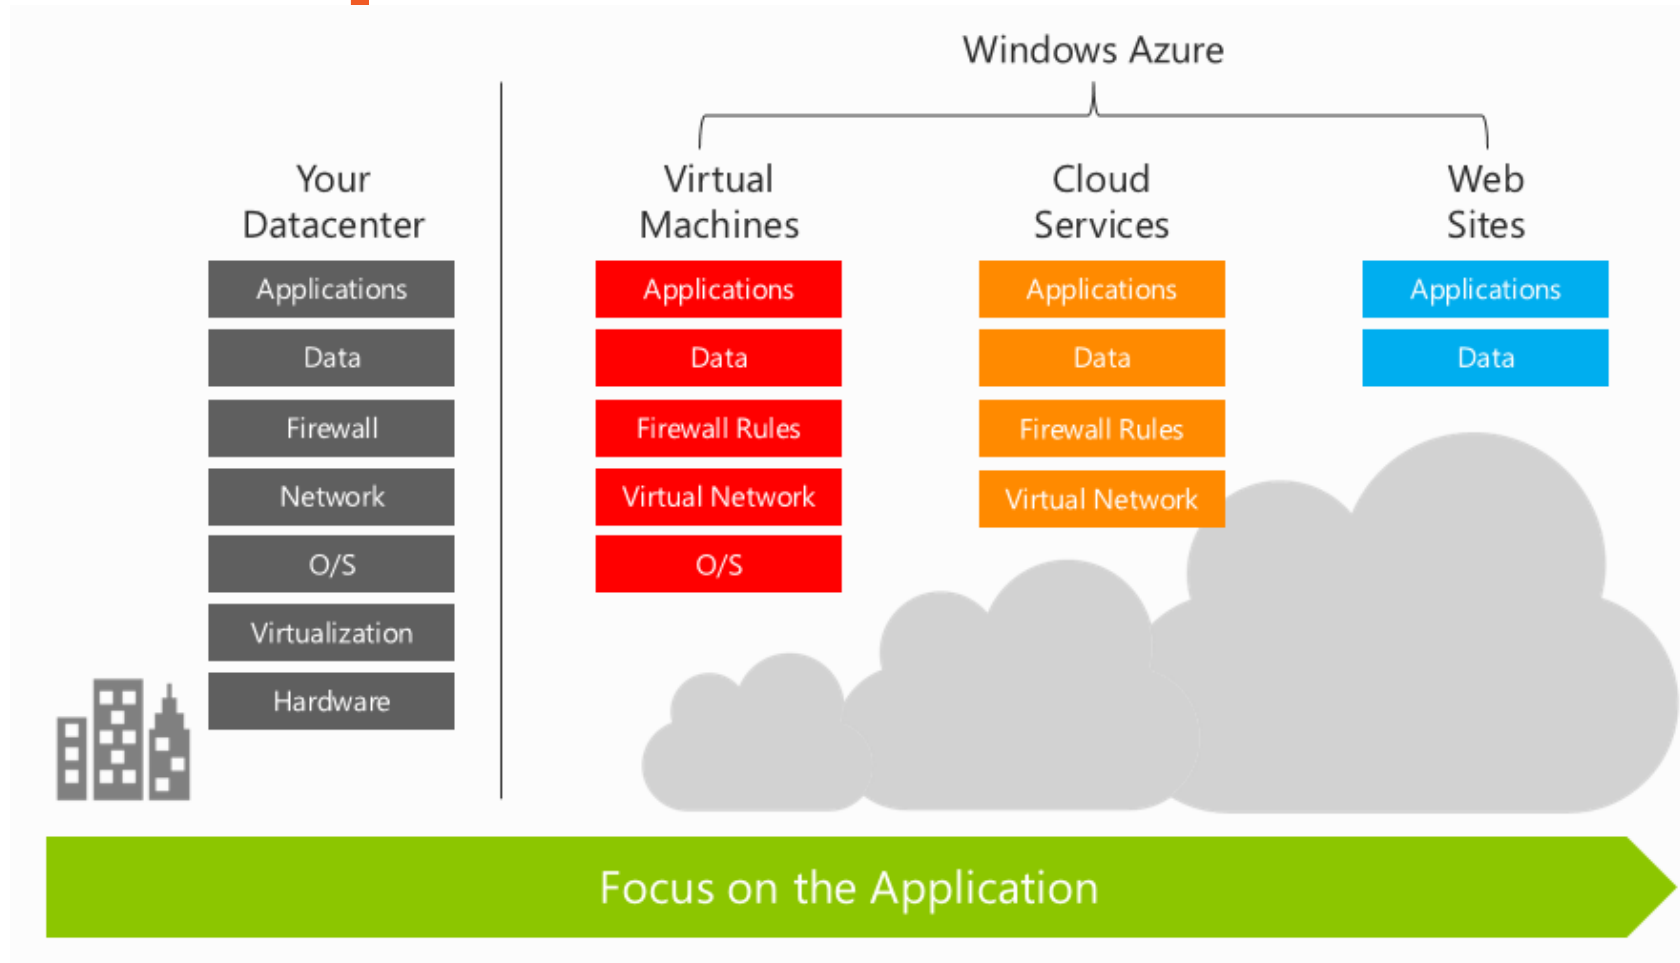 Windows Azure
Your
Datacenter
Applications
Data
Firewall
Network
O/S
Virtualization
Hardware
Virtual
Machines
Applications
Data
Firewall Rules
Virtual Network
O/S
Cloud
Services
Applications
Data
Firewall Rules
Virtual Network
Web
Sites
Applications
Data
Focus on the Application